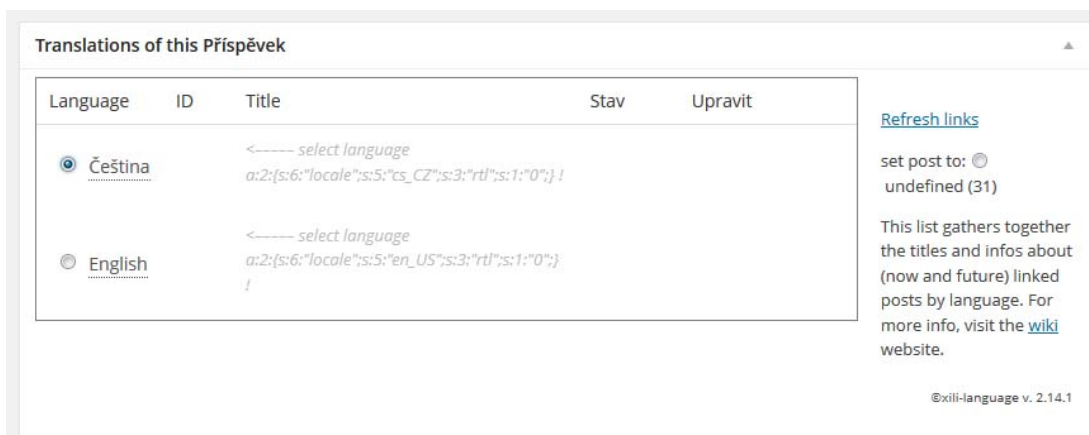 Translations of this Příspěvek
Language ID Title Stav Upravit
Čeština
<----- select language
a:2:{s:6:"locale";s:5:"cs_CZ";s:3:"rtl";s:1:"0";} !
English
<----- select language
a:2:{s:6:"locale";s:5:"en_US";s:3:"rtl";s:1:"0";}
!
Refresh links
set post to:
undefined (31)
This list gathers together
the titles and infos about
(now and future) linked
posts by language. For
more info, visit the wiki
website.
©xili-language v. 2.14.1